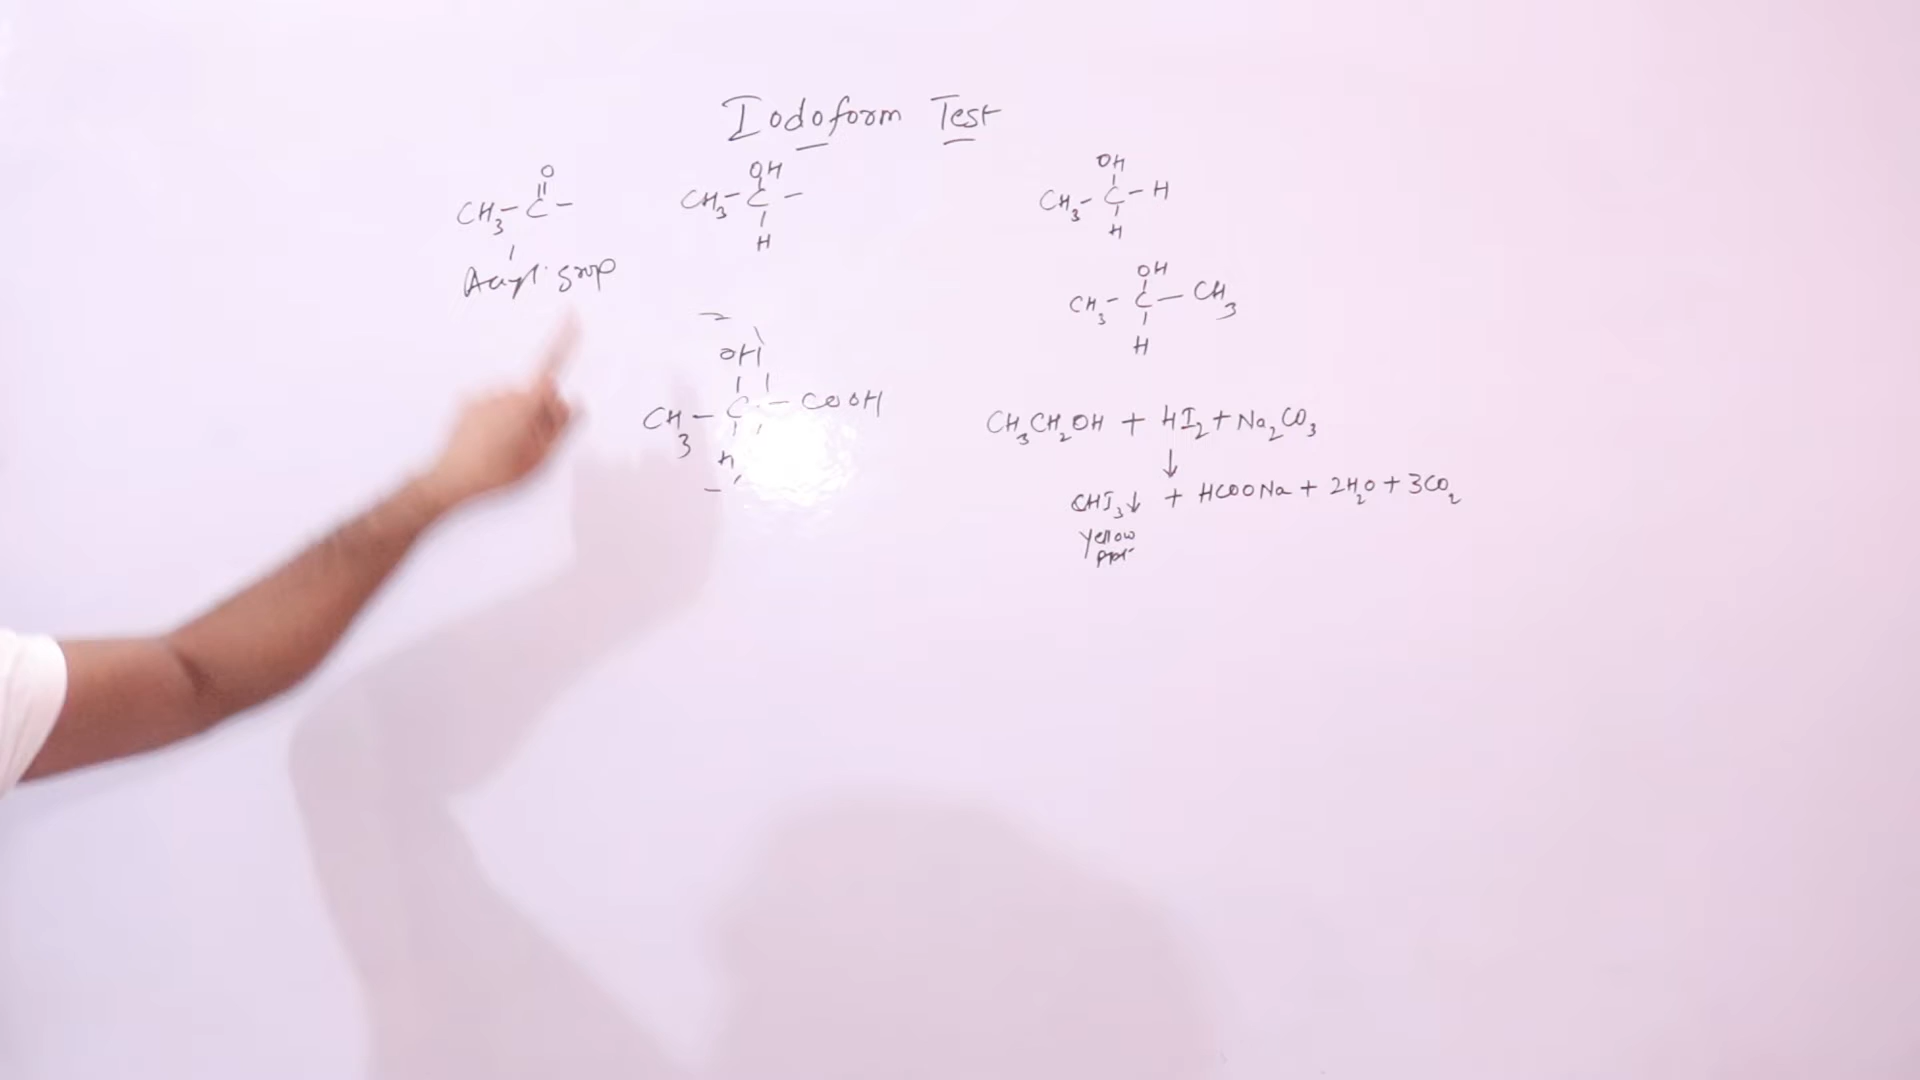 Iodoform Test
O
CH3-C-
Acyl group
OH
CH3-C-
H
OH
CH3-C-COOH
H
OH
CH3-C-H
H
OH
CH3-C-CH3
H
CH3CH2OH + 4I2 + Na2CO3
↓
CHI3↓ + HCOONa + 2H2O + 3CO2
Yellow
ppt